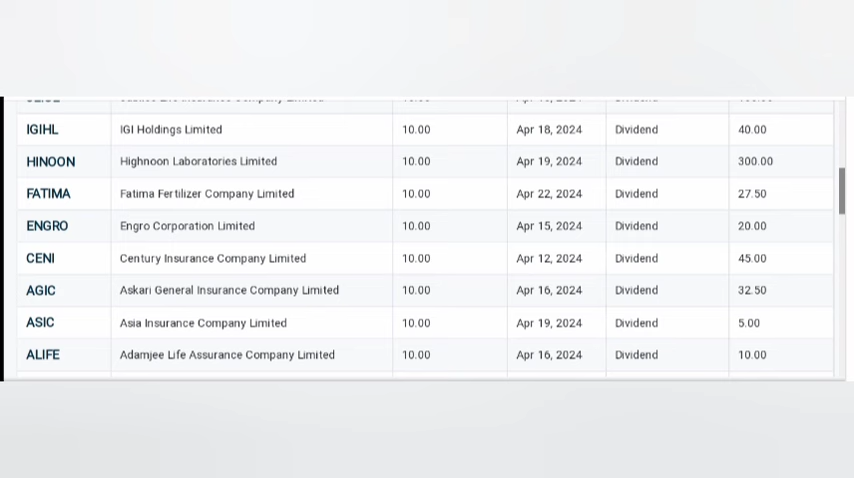 IGIHL IGI Holdings Limited 10.00 Apr 18, 2024 Dividend 40.00
HINOON Highnoon Laboratories Limited 10.00 Apr 19, 2024 Dividend 300.00
FATIMA Fatima Fertilizer Company Limited 10.00 Apr 22, 2024 Dividend 27.50
ENGRO Engro Corporation Limited 10.00 Apr 15, 2024 Dividend 20.00
CENI Century Insurance Company Limited 10.00 Apr 12, 2024 Dividend 45.00
AGIC Askari General Insurance Company Limited 10.00 Apr 16, 2024 Dividend 32.50
ASIC Asia Insurance Company Limited 10.00 Apr 19, 2024 Dividend 5.00
ALIFE Adamjee Life Assurance Company Limited 10.00 Apr 16, 2024 Dividend 10.00